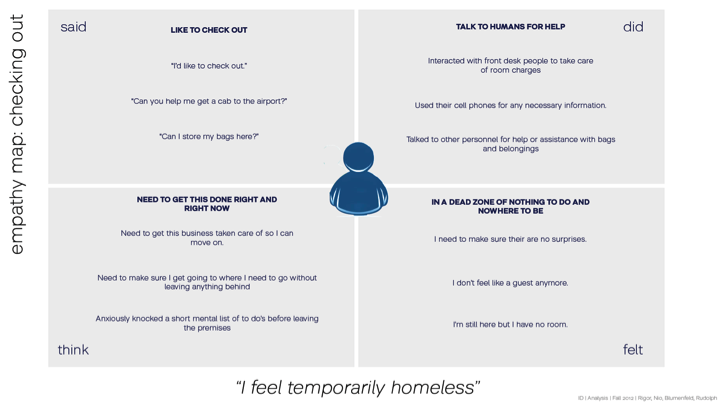 empathy map: checking out
said
LIKE TO CHECK OUT
"I'd like to check out."
"Can you help me get a cab to the airport?"
"Can I store my bags here?"
TALK TO HUMANS FOR HELP
did
Interacted with front desk people to take care
of room charges
Used their cell phones for any necessary information.
Talked to other personnel for help or assistance with bags
and belongings
NEED TO GET THIS DONE RIGHT AND
RIGHT NOW
Need to get this business taken care of so I can
move on.
Need to make sure I get going to where I need to go without
leaving anything behind
Anxiously knocked a short mental list of to do's before leaving
the premises
think
IN A DEAD ZONE OF NOTHING TO DO AND
NOWHERE TO BE
I need to make sure their are no surprises.
I don't feel like a guest anymore.
I'm still here but I have no room.
felt
"I feel temporarily homeless"
ID | Analysis | Fall 2012 | Rigor, Nio, Blumenfeld, Rudolph